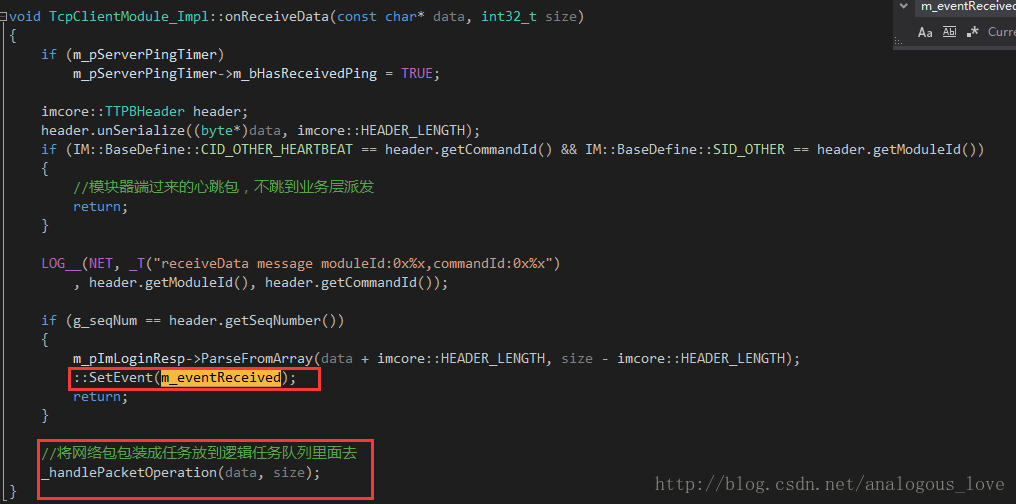 void TcpClientModule_Impl::onReceiveData(const char* data, int32_t size)
{
    if (m_pServerPingTimer)
        m_pServerPingTimer->m_bHasReceivedPing = TRUE;

    imcore::TTPBHeader header;
    header.unSerialize((byte*)data, imcore::HEADER_LENGTH);
    if (IM::BaseDefine::CID_OTHER_HEARTBEAT == header.getCommandId() && IM::BaseDefine::SID_OTHER == header.getModuleId())
    {
        //模块器端过来的心跳包，不跳到业务层派发
        return;
    }

    LOG__(NET, _T("receiveData message moduleId:0x%x,commandId:0x%x")
        , header.getModuleId(), header.getCommandId());

    if (g_seqNum == header.getSeqNumber())
    {
        m_pImLoginResp->ParseFromArray(data + imcore::HEADER_LENGTH, size - imcore::HEADER_LENGTH);
        ::SetEvent(m_eventReceived);
        return;
    }

    //将网络包包装成任务放到逻辑任务队列里面去
    _handlePacketOperation(data, size);
}
m_eventReceived
Aa Ab .* Curre
http://blog.csdn.net/analogous_love